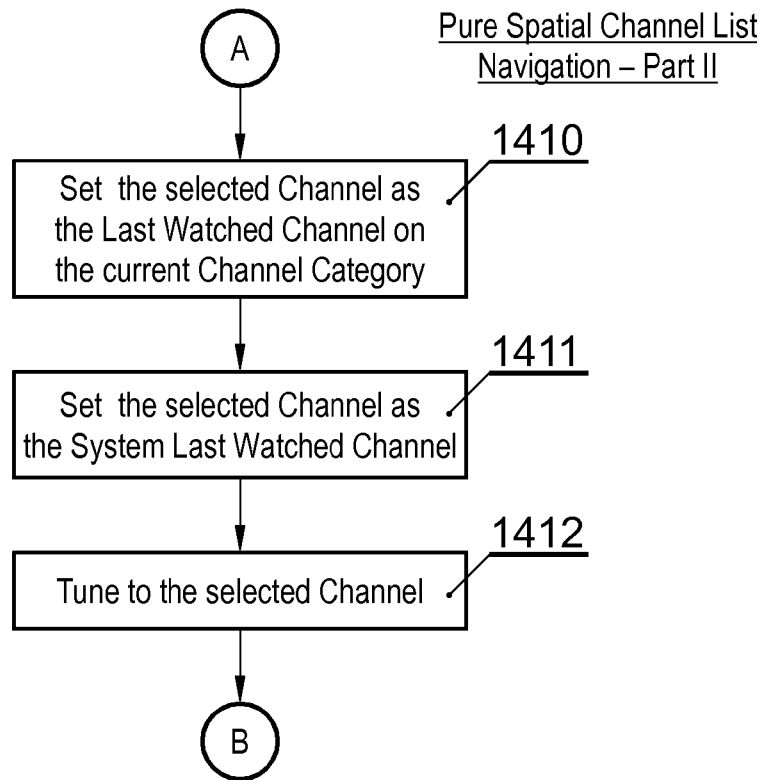 A
Pure Spatial Channel List
Navigation – Part II
1410
Set the selected Channel as
the Last Watched Channel on
the current Channel Category
1411
Set the selected Channel as
the System Last Watched Channel
1412
Tune to the selected Channel
B